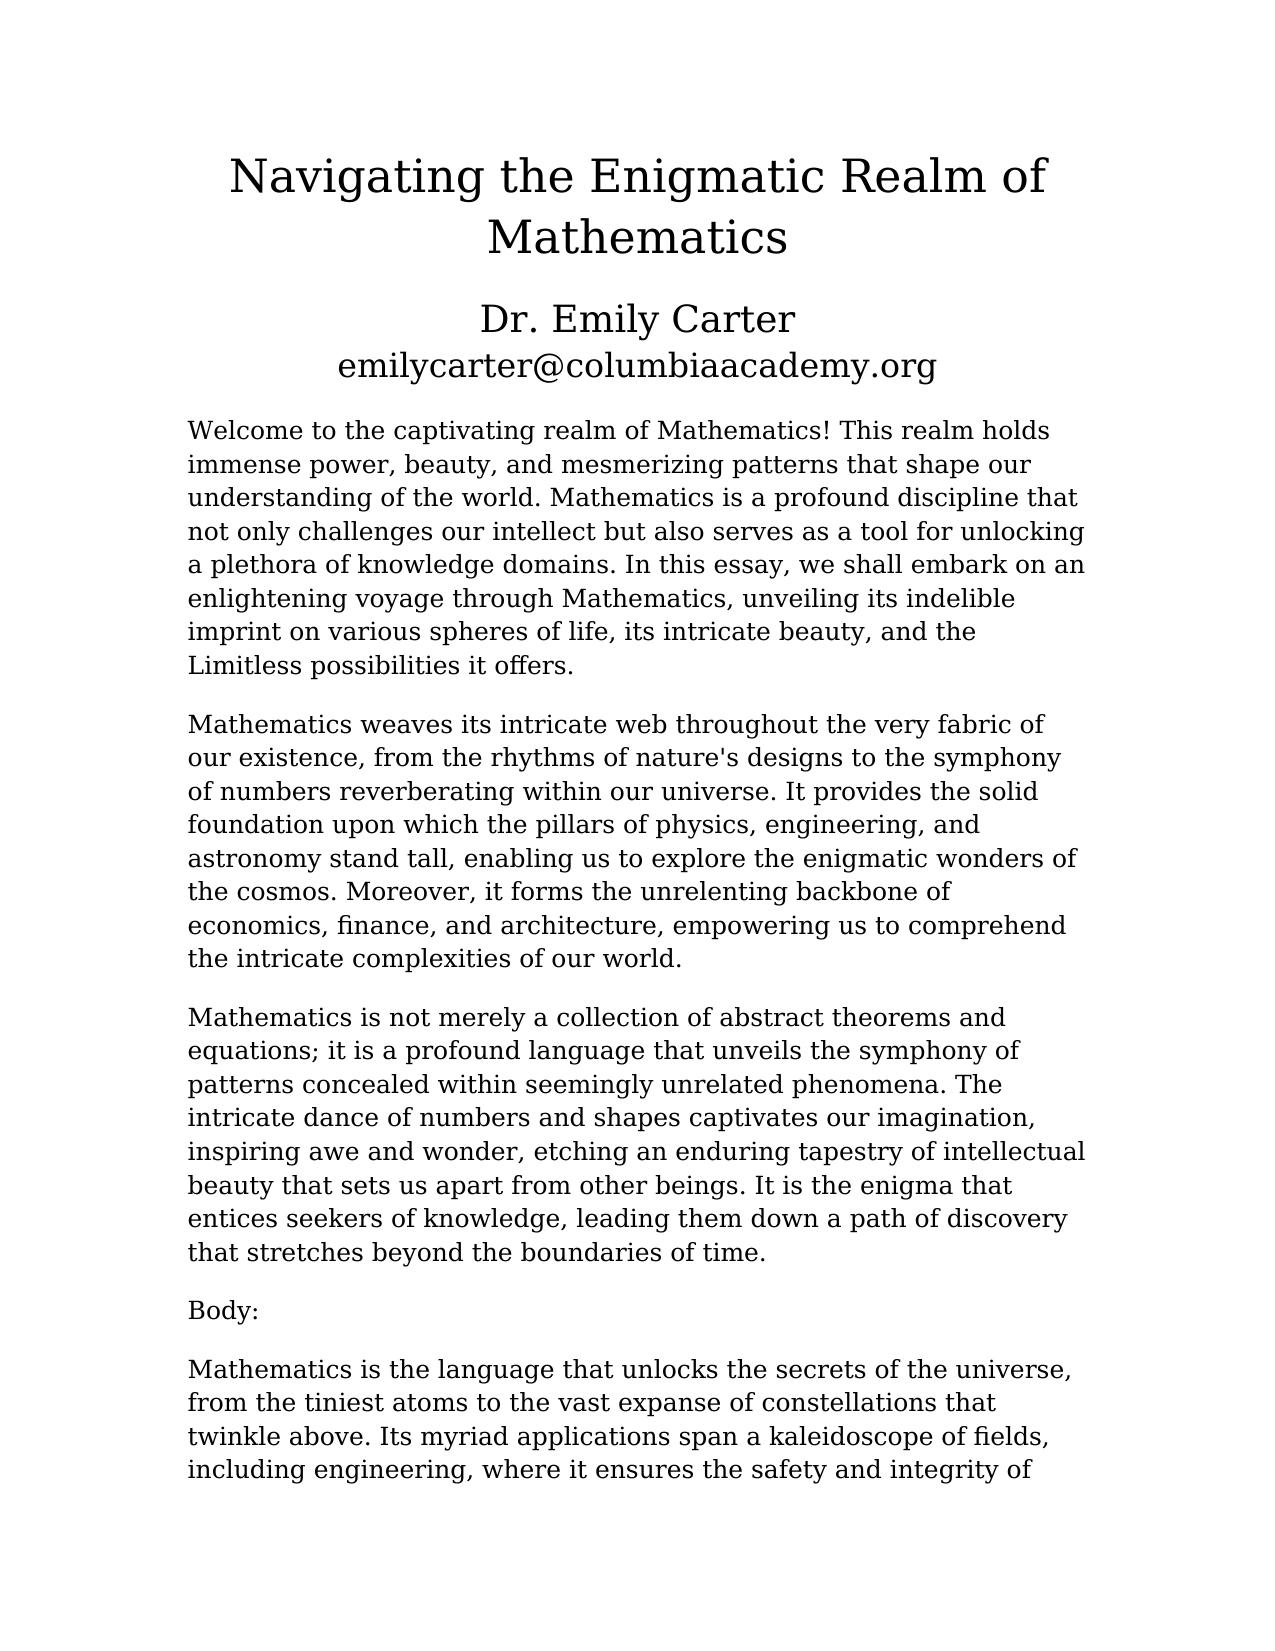 Navigating the Enigmatic Realm of
Mathematics
Dr. Emily Carter
emilycarter@columbiaacademy.org
Welcome to the captivating realm of Mathematics! This realm holds
immense power, beauty, and mesmerizing patterns that shape our
understanding of the world. Mathematics is a profound discipline that
not only challenges our intellect but also serves as a tool for unlocking
a plethora of knowledge domains. In this essay, we shall embark on an
enlightening voyage through Mathematics, unveiling its indelible
imprint on various spheres of life, its intricate beauty, and the
Limitless possibilities it offers.
Mathematics weaves its intricate web throughout the very fabric of
our existence, from the rhythms of nature's designs to the symphony
of numbers reverberating within our universe. It provides the solid
foundation upon which the pillars of physics, engineering, and
astronomy stand tall, enabling us to explore the enigmatic wonders of
the cosmos. Moreover, it forms the unrelenting backbone of
economics, finance, and architecture, empowering us to comprehend
the intricate complexities of our world.
Mathematics is not merely a collection of abstract theorems and
equations; it is a profound language that unveils the symphony of
patterns concealed within seemingly unrelated phenomena. The
intricate dance of numbers and shapes captivates our imagination,
inspiring awe and wonder, etching an enduring tapestry of intellectual
beauty that sets us apart from other beings. It is the enigma that
entices seekers of knowledge, leading them down a path of discovery
that stretches beyond the boundaries of time.
Body:
Mathematics is the language that unlocks the secrets of the universe,
from the tiniest atoms to the vast expanse of constellations that
twinkle above. Its myriad applications span a kaleidoscope of fields,
including engineering, where it ensures the safety and integrity of